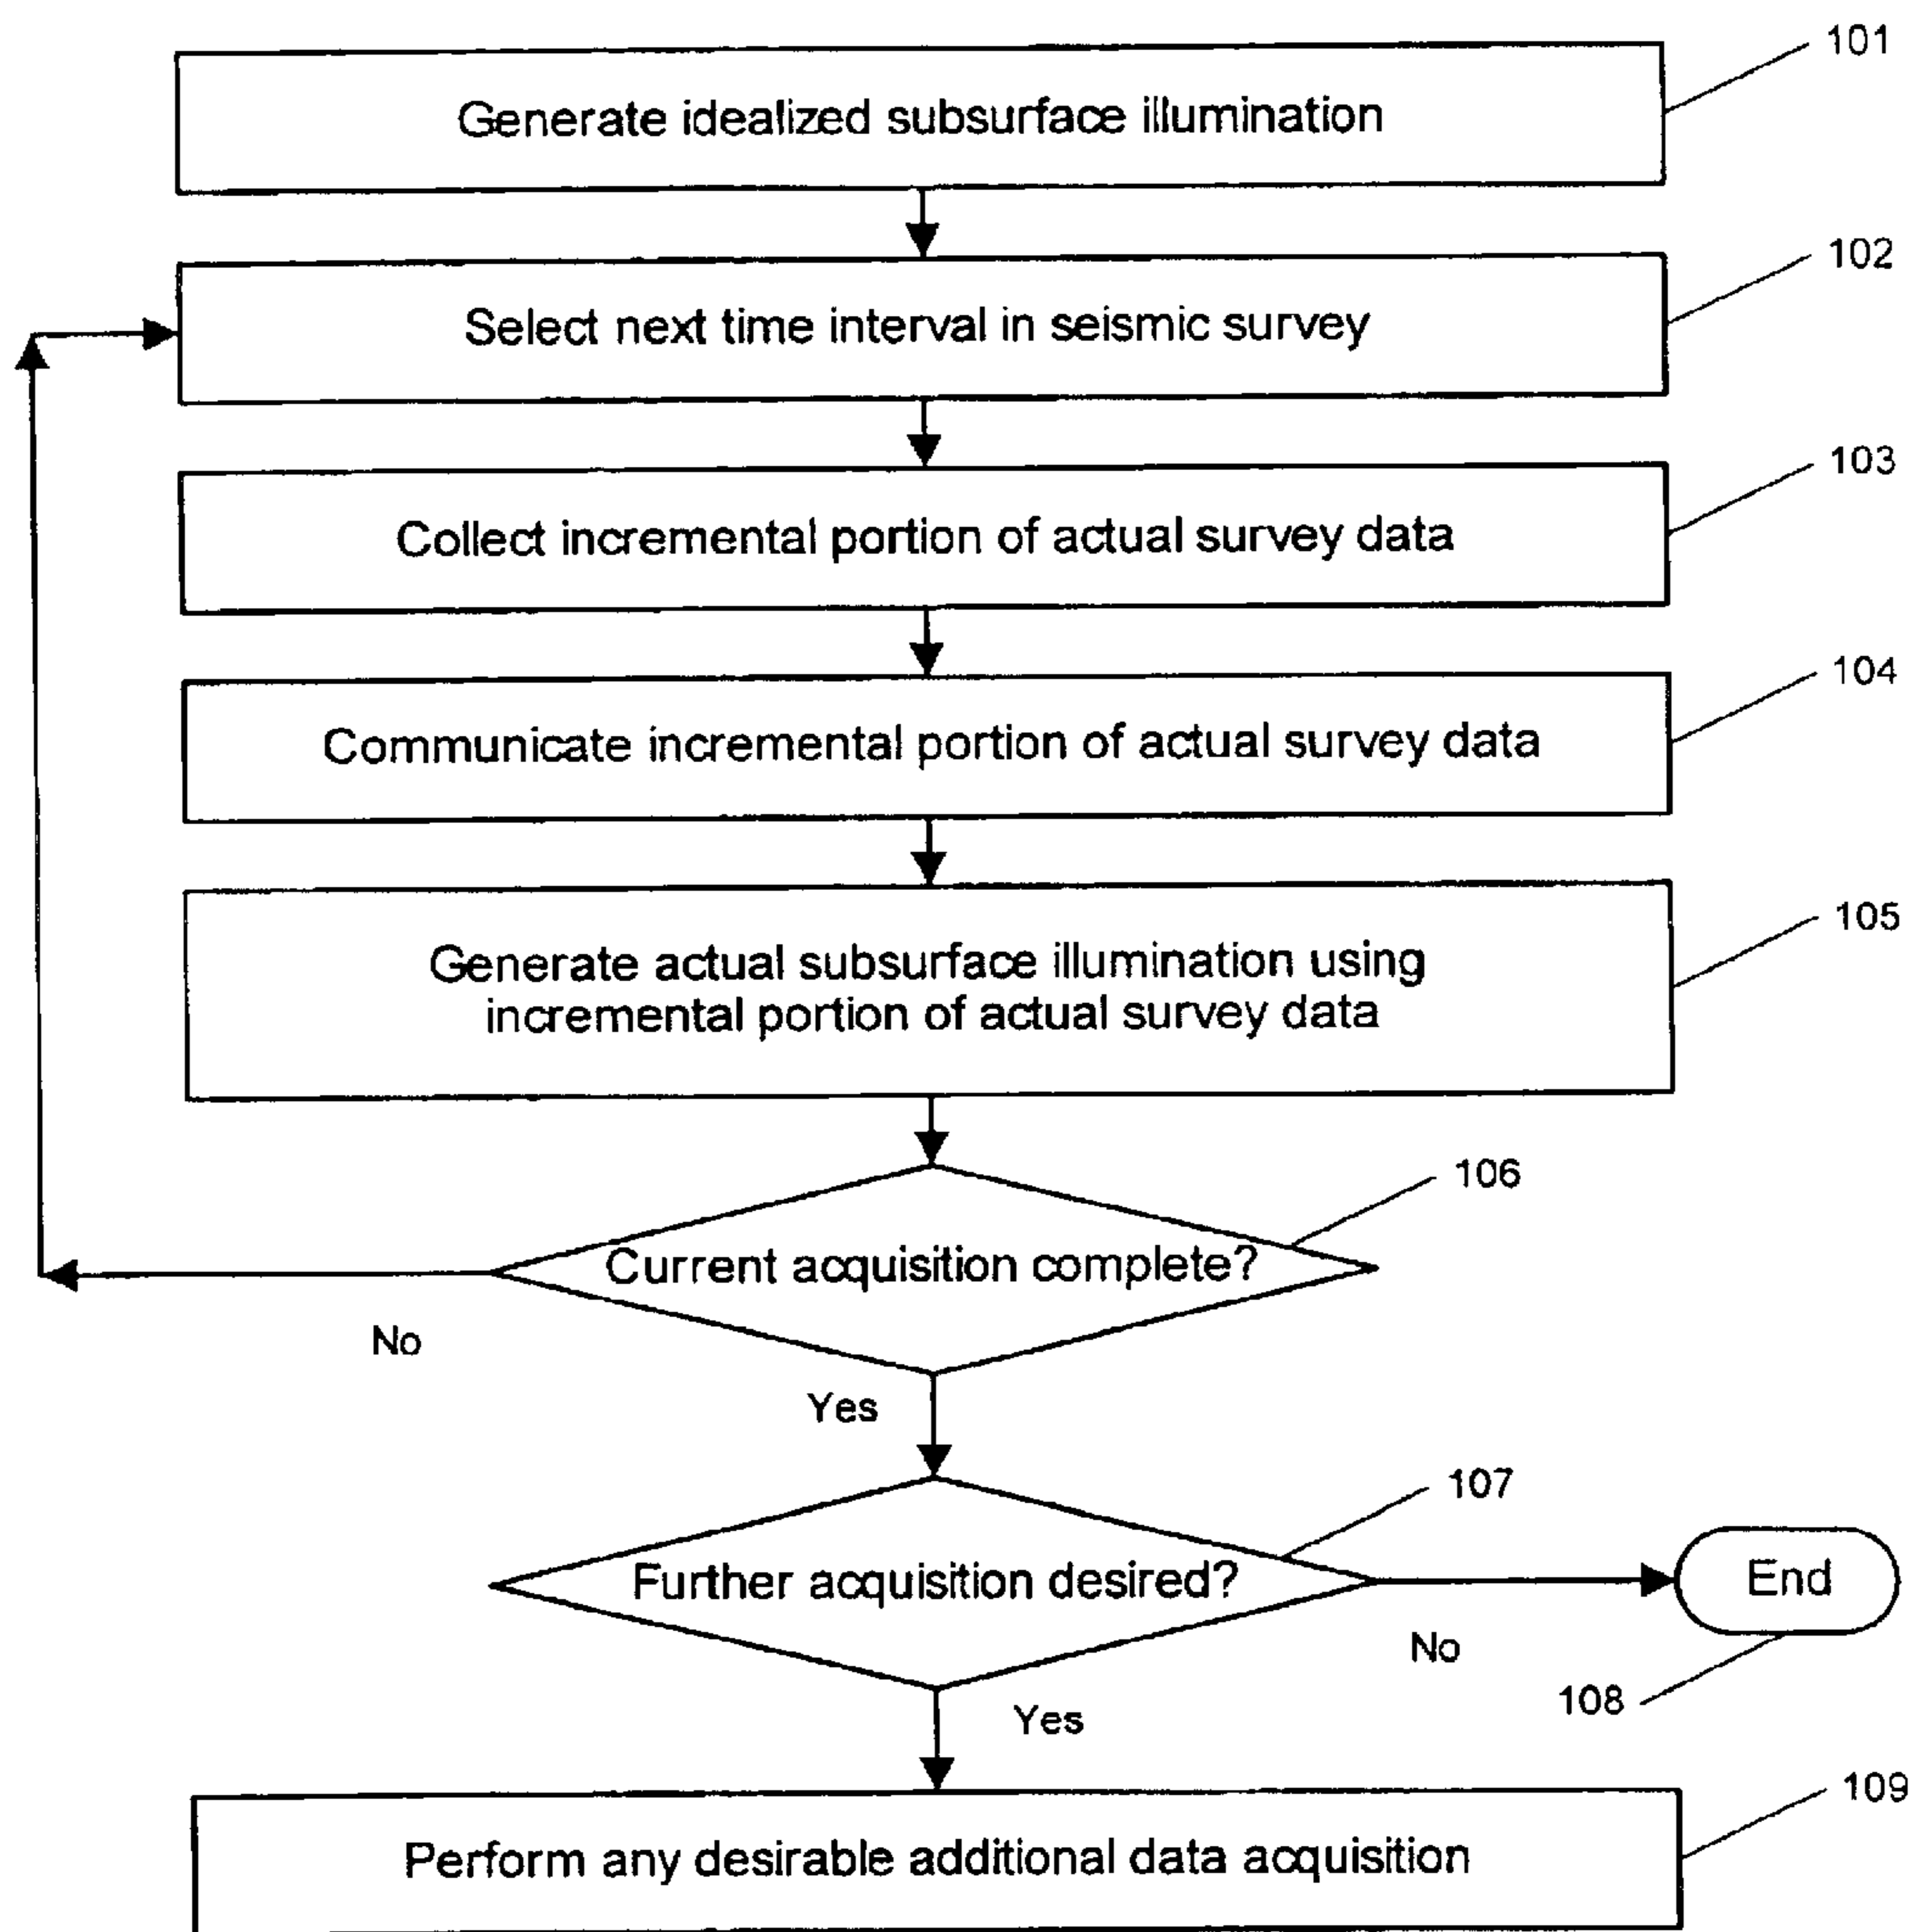 101
Generate idealized subsurface illumination
102
Select next time interval in seismic survey
103
Collect incremental portion of actual survey data
104
Communicate incremental portion of actual survey data
105
Generate actual subsurface illumination using
incremental portion of actual survey data
106
Current acquisition complete?
No
Yes
107
Further acquisition desired?
End
No
108
Yes
109
Perform any desirable additional data acquisition